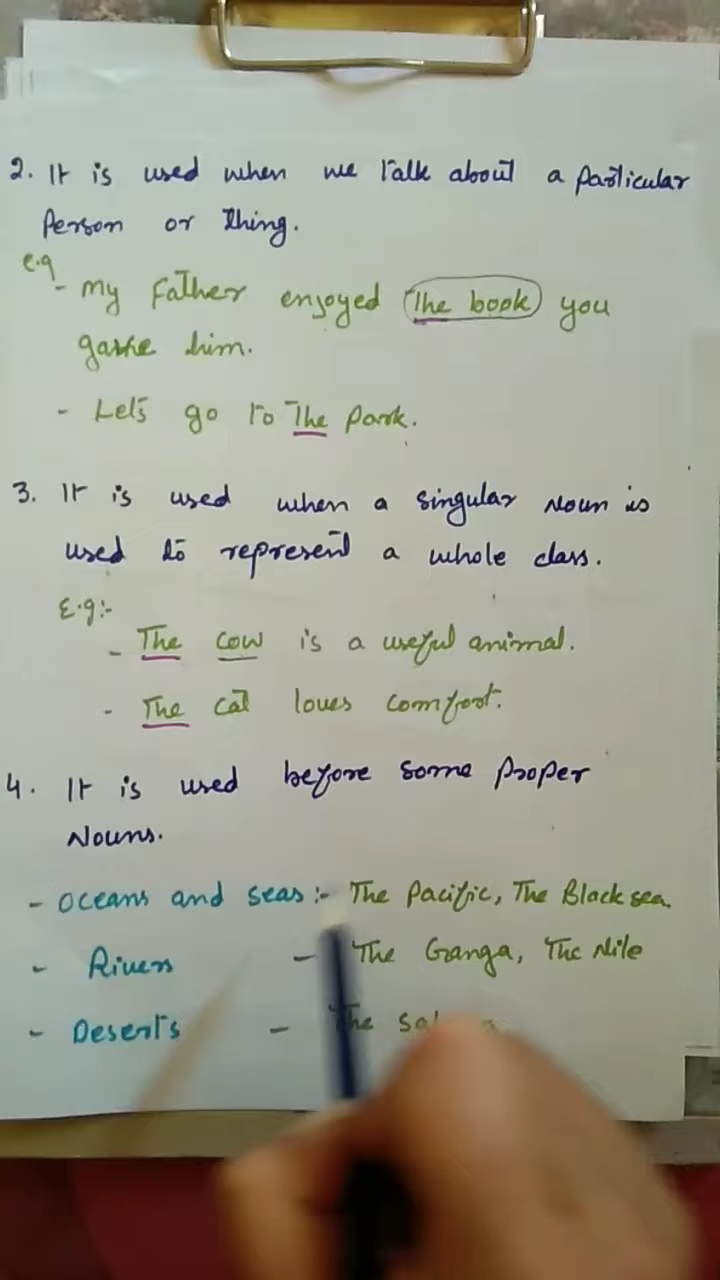 2. It is used when we talk about a particular
Person or thing.
e.g
- My Father enjoyed the book you
gave him.
- Let's go to The Park.
3. It is used when a singular Noun is
used to represent a whole class.
E.g:-
- The cow is a useful animal.
- The cat loves comfort.
4. It is used before some proper
Nouns.
- Oceans and seas :- The Pacific, The Black sea.
- Rivers - The Ganga, The Nile
- Deserts - The